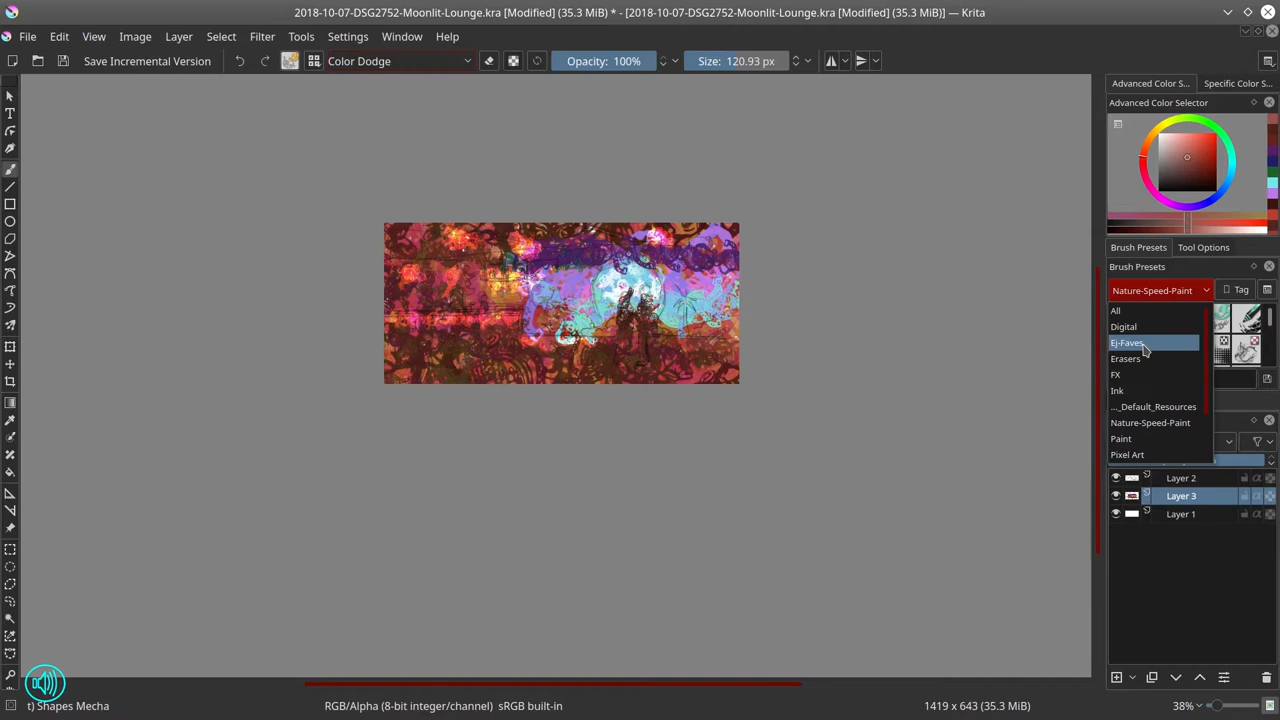 2018-10-07-DSG2752-Moonlit-Lounge.kra [Modified] (35.3 MiB) * - [2018-10-07-DSG2752-Moonlit-Lounge.kra [Modified] (35.3 MiB)] — Krita
File Edit View Image Layer Select Filter Tools Settings Window Help
Save Incremental Version Color Dodge Opacity: 100% Size: 120.93 px
Advanced Color S... Specific Color S...
Advanced Color Selector
Brush Presets Tool Options
Brush Presets
Nature-Speed-Paint Tag
All
Digital
Ej-Faves
Erasers
FX
Ink
..._Default_Resources
Nature-Speed-Paint
Paint
Pixel Art
Layer 2
Layer 3
Layer 1
t) Shapes Mecha RGB/Alpha (8-bit integer/channel) sRGB built-in 1419 x 643 (35.3 MiB) 38%